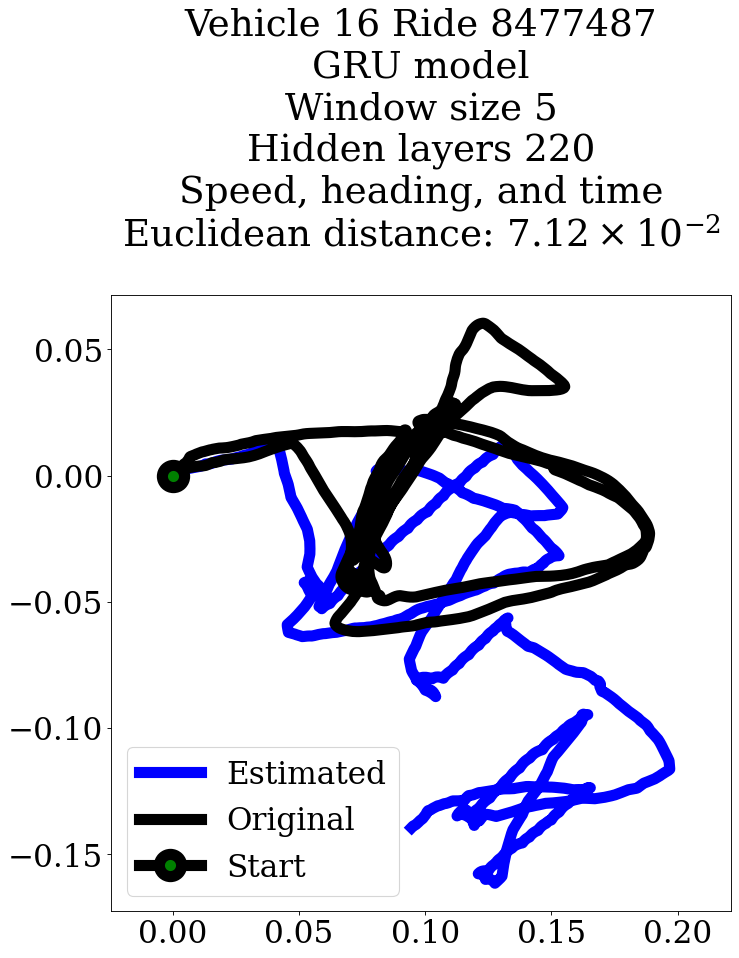 Vehicle 16 Ride 8477487
GRU model
Window size 5
Hidden layers 220
Speed, heading, and time
Euclidean distance: 7.12 × 10⁻²
0.05
0.00
−0.05
−0.10
−0.15
Estimated
Original
Start
0.00 0.05 0.10 0.15 0.20